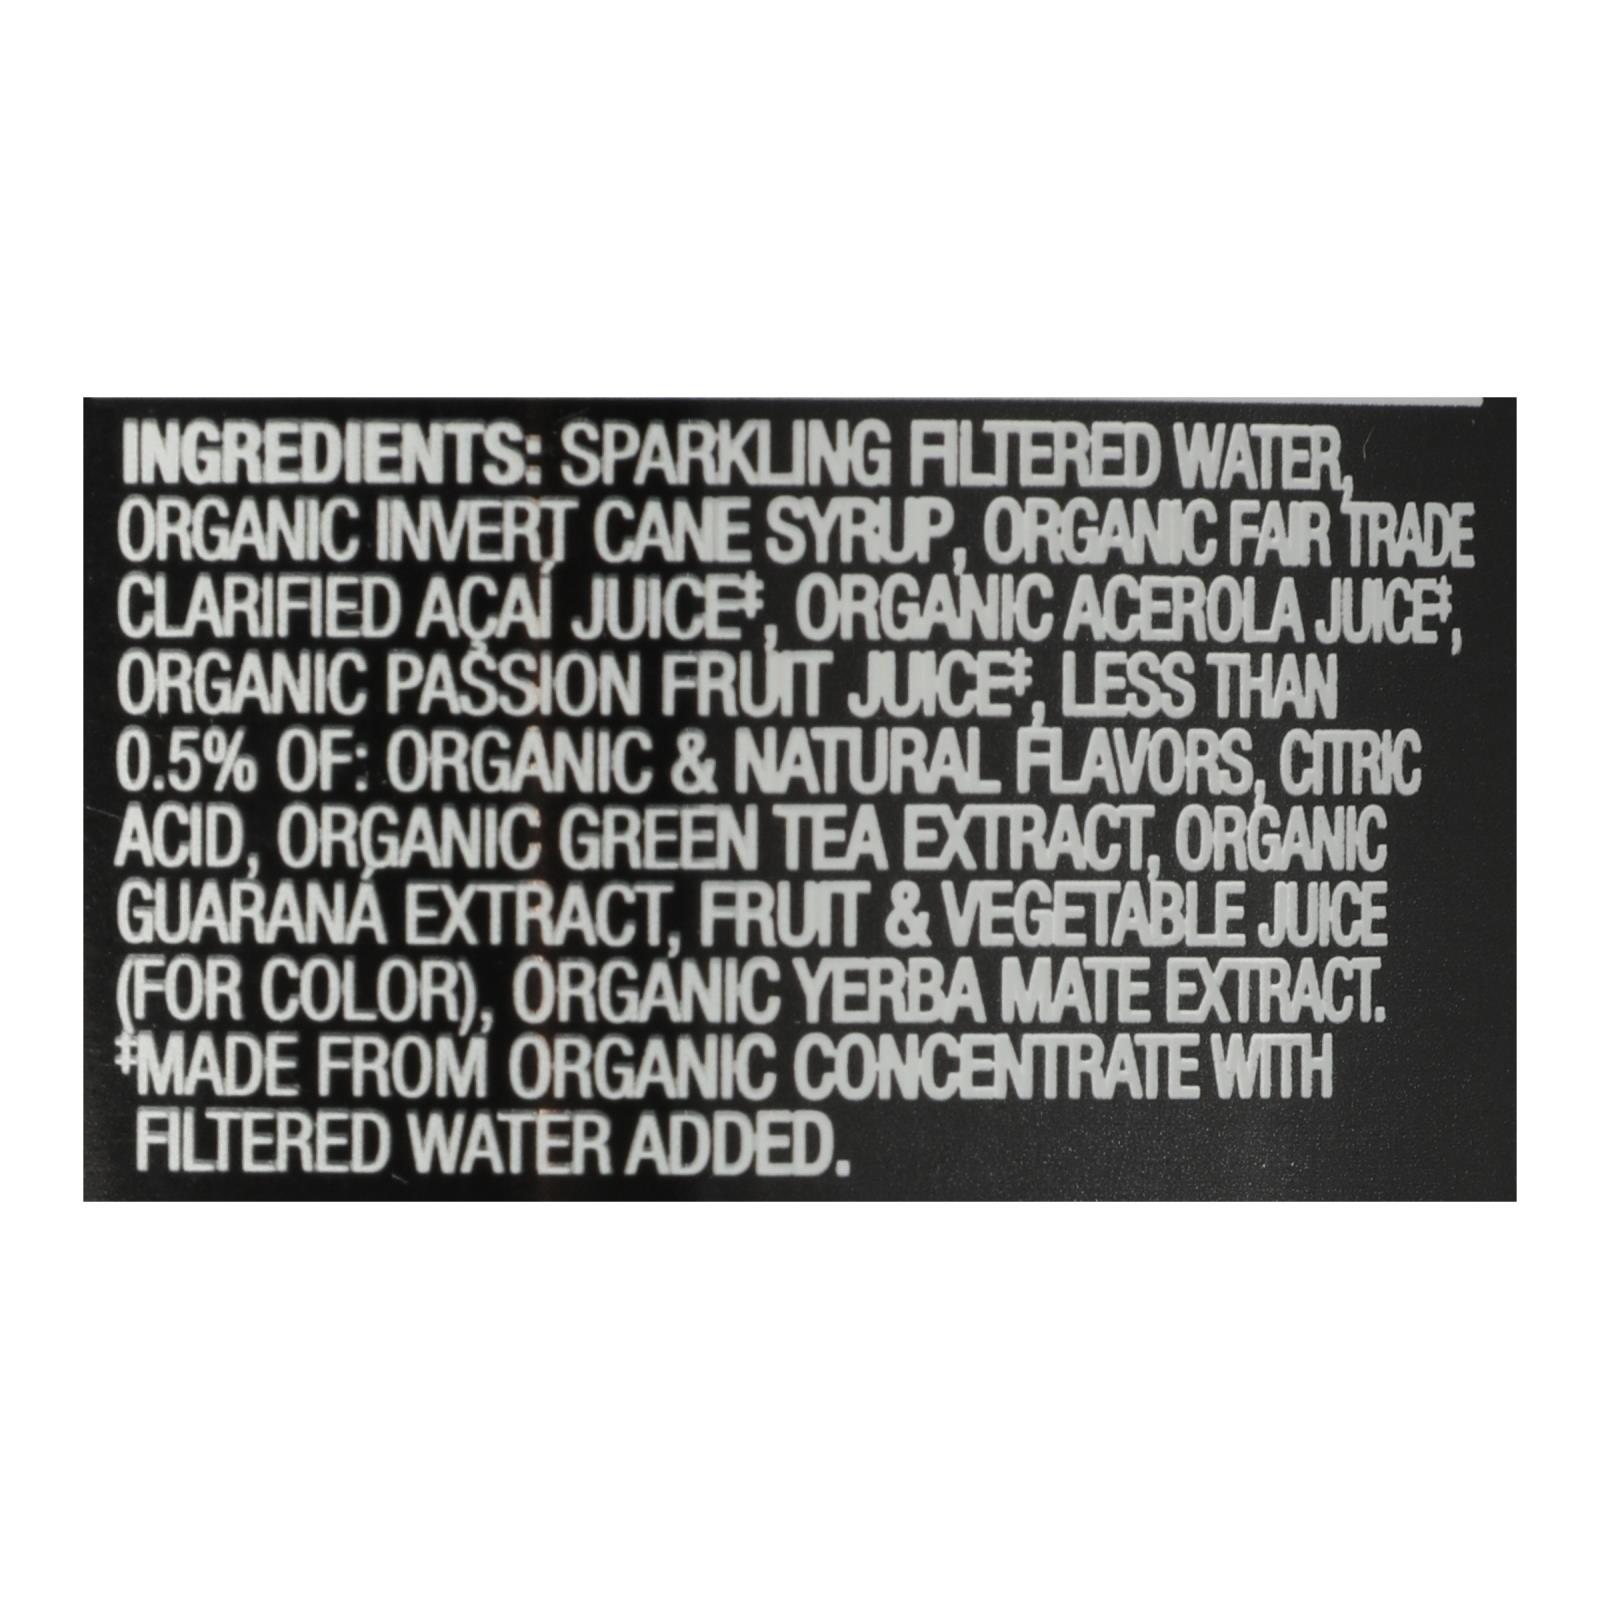 INGREDIENTS: SPARKLING FILTERED WATER,
ORGANIC INVERT CANE SYRUP, ORGANIC FAIR TRADE
CLARIFIED AÇAÍ JUICE‡, ORGANIC ACEROLA JUICE‡,
ORGANIC PASSION FRUIT JUICE‡, LESS THAN
0.5% OF: ORGANIC & NATURAL FLAVORS, CITRIC
ACID, ORGANIC GREEN TEA EXTRACT, ORGANIC
GUARANÁ EXTRACT, FRUIT & VEGETABLE JUICE
(FOR COLOR), ORGANIC YERBA MATE EXTRACT.
‡MADE FROM ORGANIC CONCENTRATE WITH
FILTERED WATER ADDED.